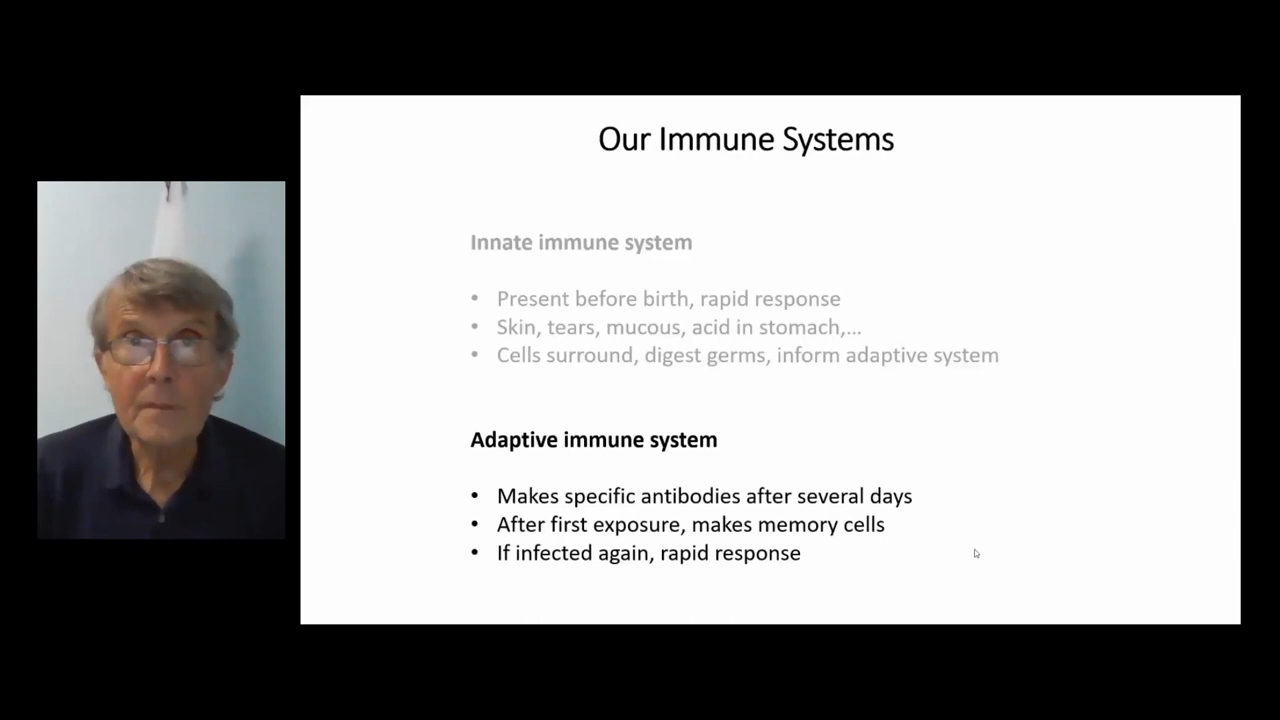 Our Immune Systems
Innate immune system
• Present before birth, rapid response
• Skin, tears, mucous, acid in stomach,...
• Cells surround, digest germs, inform adaptive system
Adaptive immune system
• Makes specific antibodies after several days
• After first exposure, makes memory cells
• If infected again, rapid response